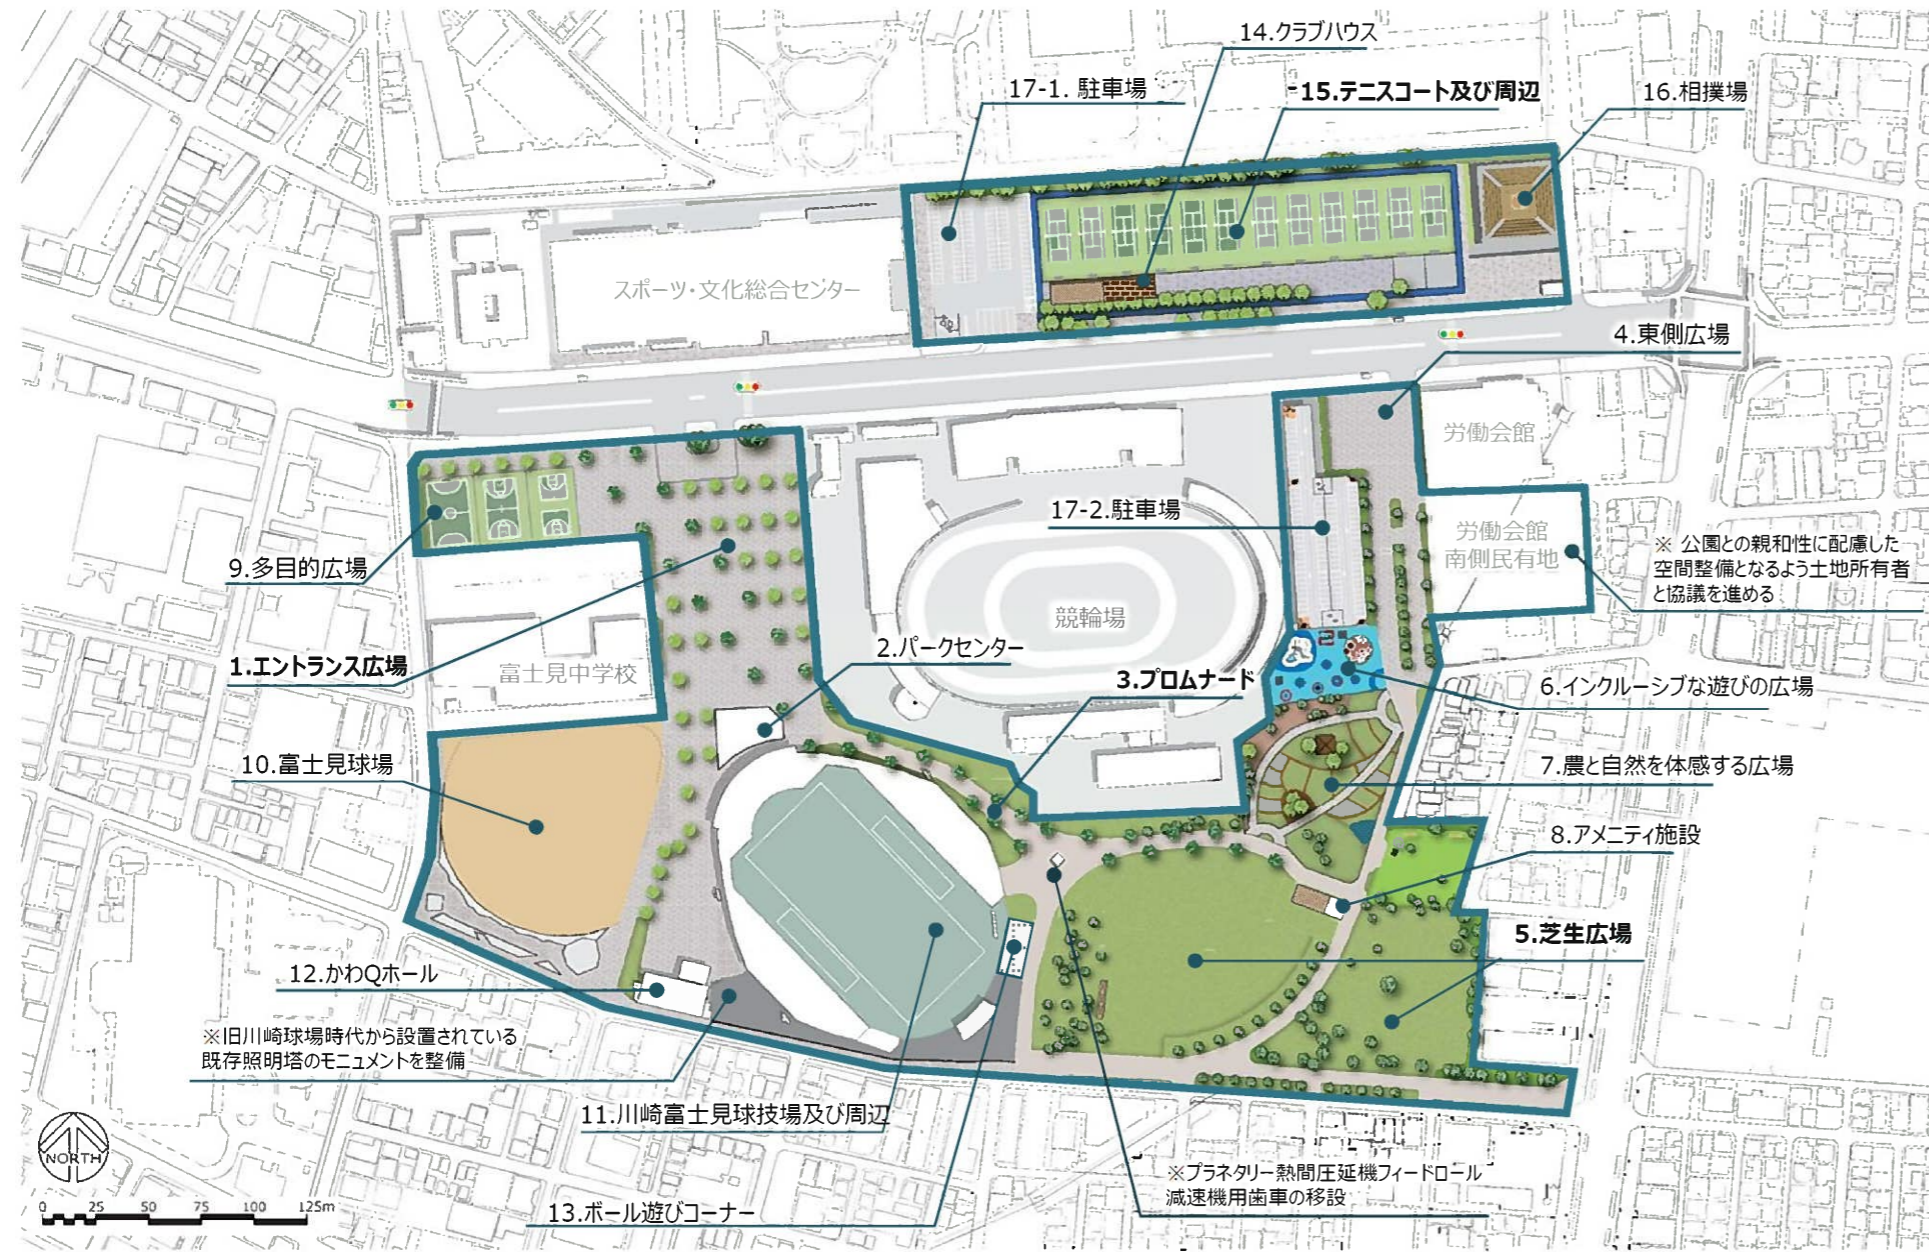 14.クラブハウス
17-1. 駐車場
15.テニスコート及び周辺
16.相撲場
スポーツ・文化総合センター
4.東側広場
労働会館
17-2.駐車場
労働会館
南側民有地
※ 公園との親和性に配慮した
空間整備となるよう土地所有者
と協議を進める
9.多目的広場
競輪場
2.パークセンター
1.エントランス広場
富士見中学校
3.プロムナード
6.インクルーシブな遊びの広場
10.富士見球場
7.農と自然を体感する広場
8.アメニティ施設
5.芝生広場
12.かわQホール
※旧川崎球場時代から設置されている
既存照明塔のモニュメントを整備
11.川崎富士見球技場及び周辺
※プラネタリー熱間圧延機フィードロール
減速機用歯車の移設
13.ボール遊びコーナー
NORTH
0 25 50 75 100 125m